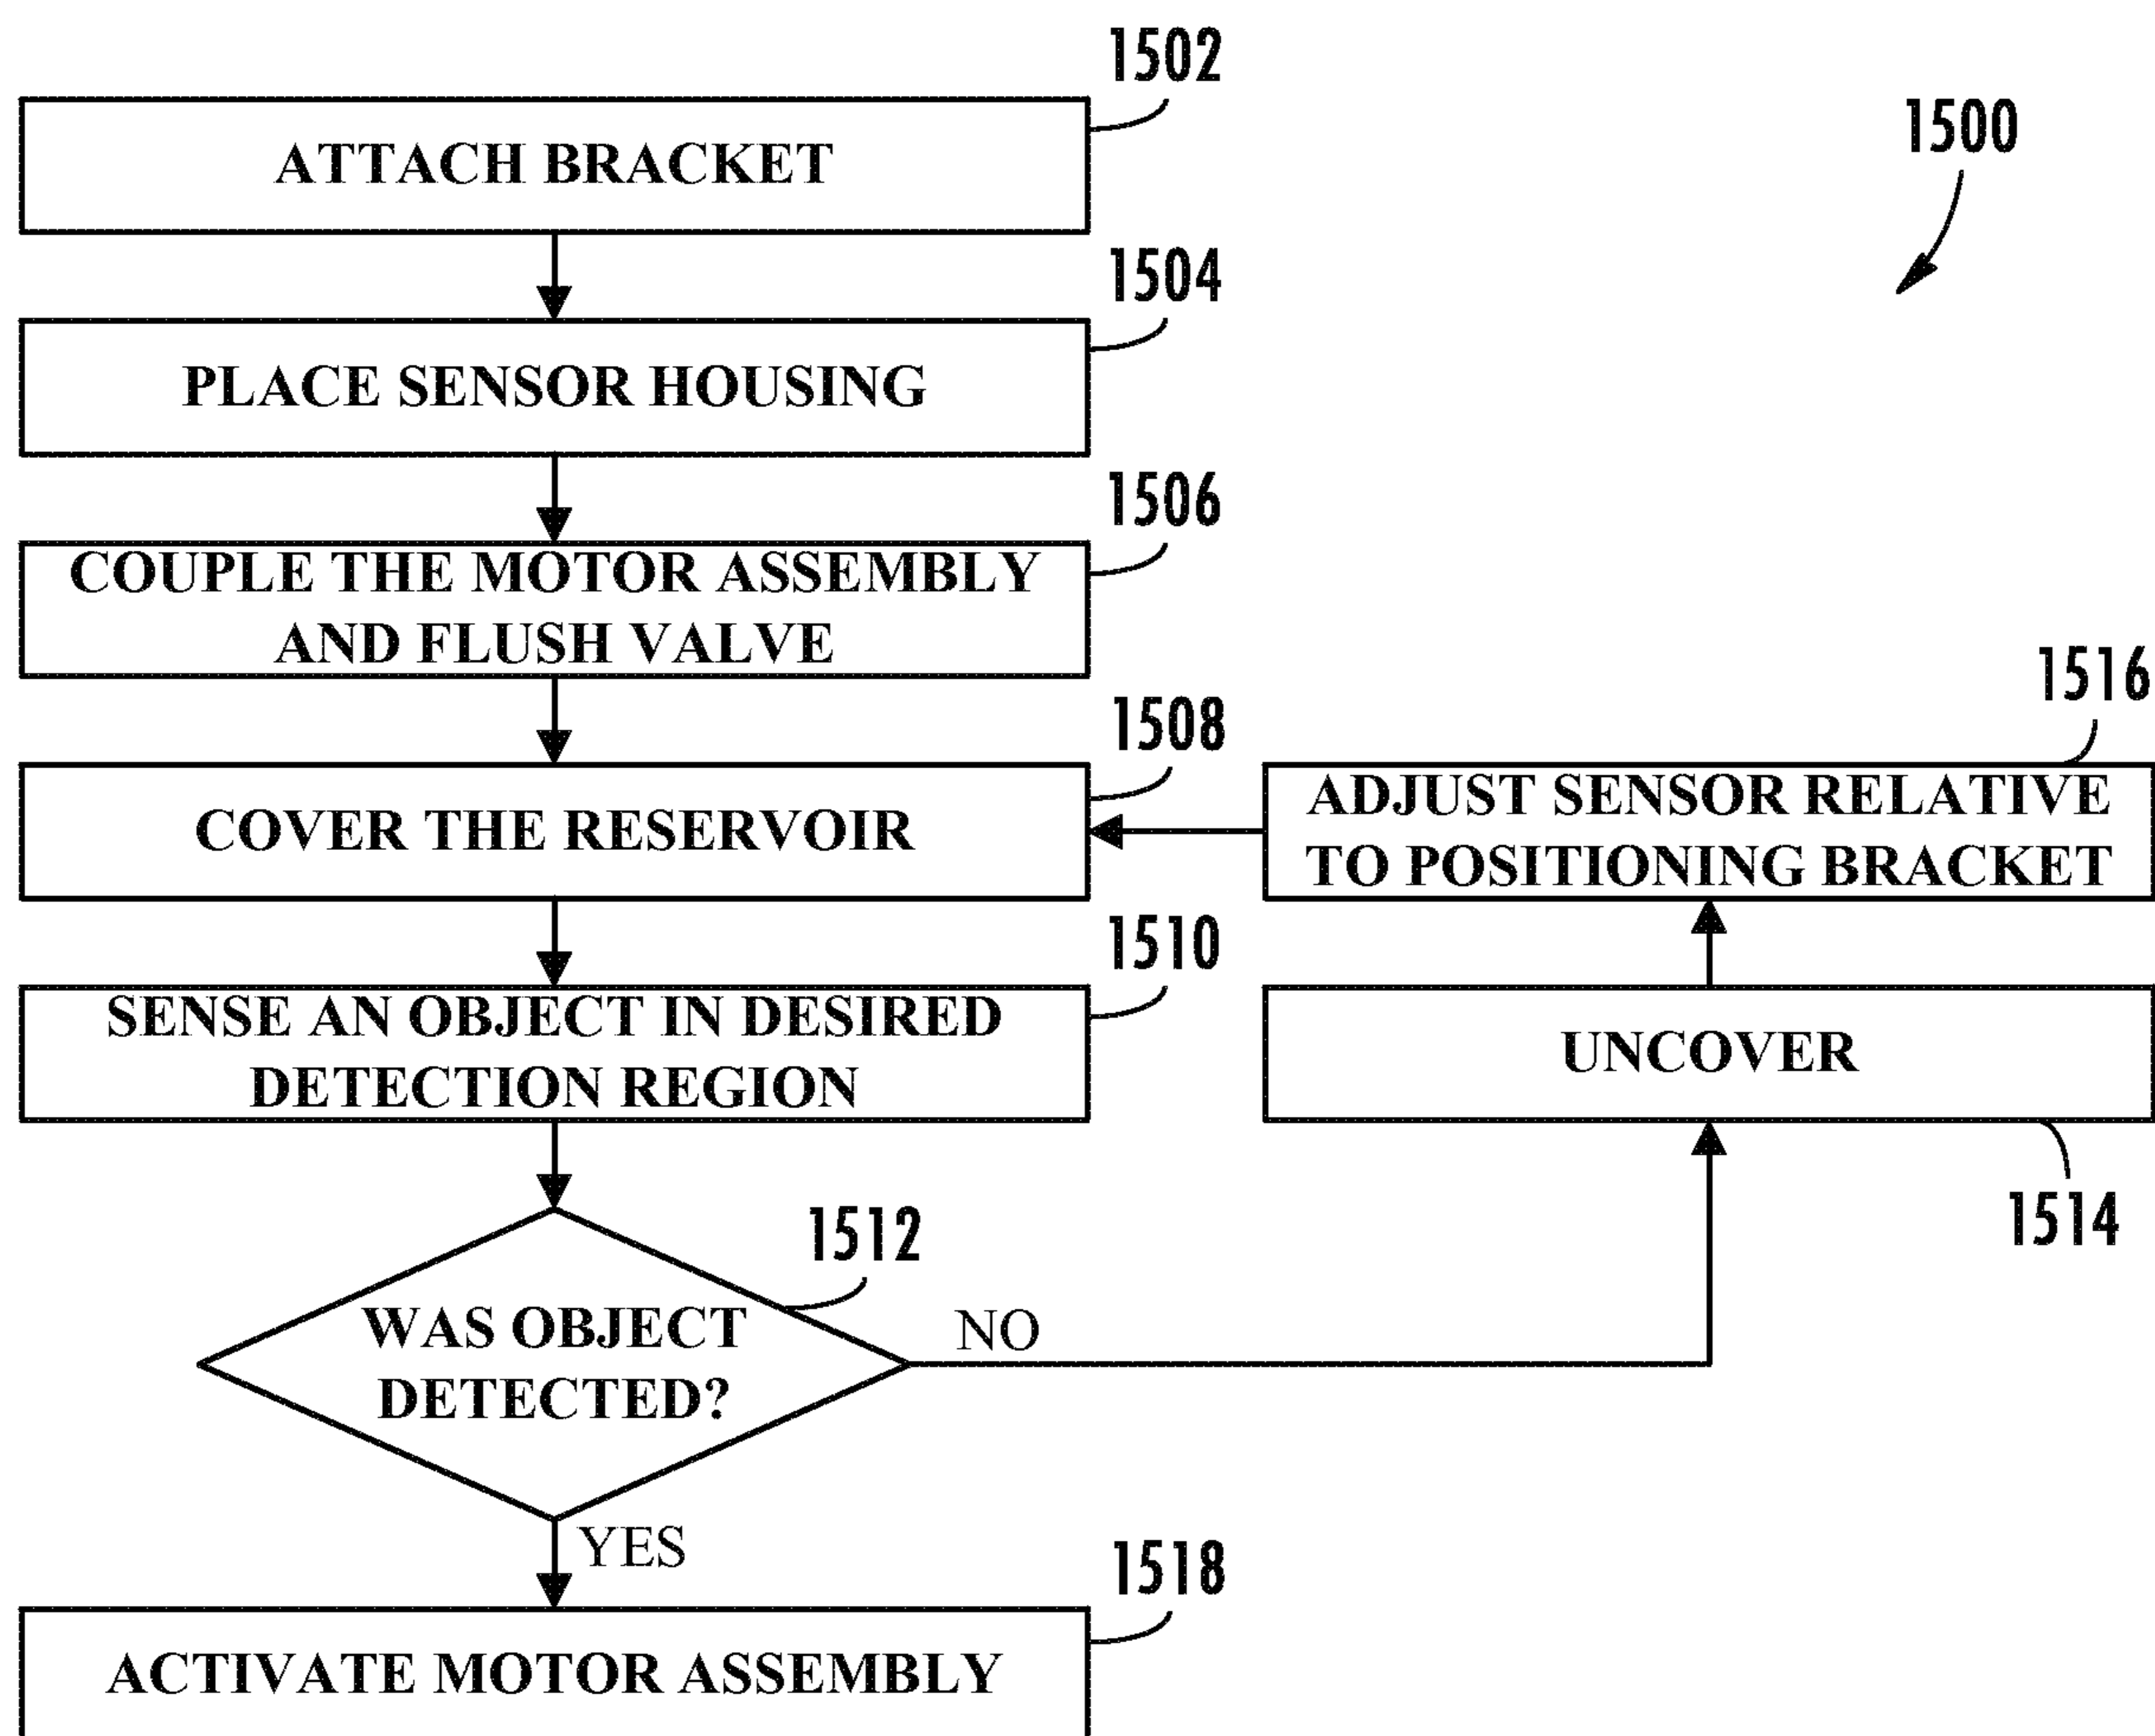 1502
1500
ATTACH BRACKET
1504
PLACE SENSOR HOUSING
1506
COUPLE THE MOTOR ASSEMBLY
AND FLUSH VALVE
1508
1516
COVER THE RESERVOIR
ADJUST SENSOR RELATIVE
TO POSITIONING BRACKET
1510
SENSE AN OBJECT IN DESIRED
DETECTION REGION
UNCOVER
1514
1512
WAS OBJECT
DETECTED?
NO
YES
1518
ACTIVATE MOTOR ASSEMBLY